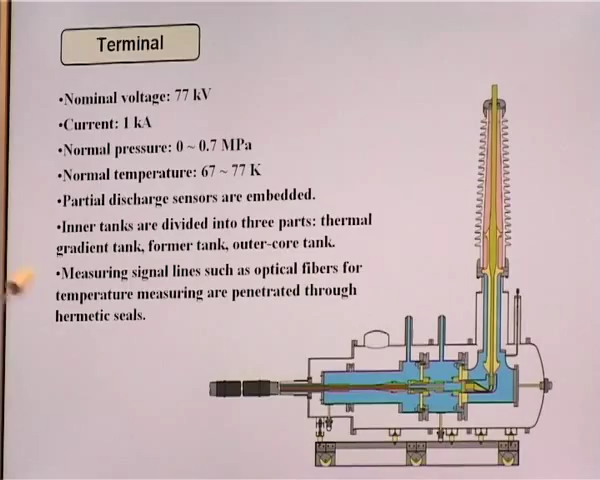 Terminal
•Nominal voltage: 77 kV
•Current: 1 kA
•Normal pressure: 0 ~ 0.7 MPa
•Normal temperature: 67 ~ 77 K
•Partial discharge sensors are embedded.
•Inner tanks are divided into three parts: thermal
gradient tank, former tank, outer-core tank.
•Measuring signal lines such as optical fibers for
temperature measuring are penetrated through
hermetic seals.